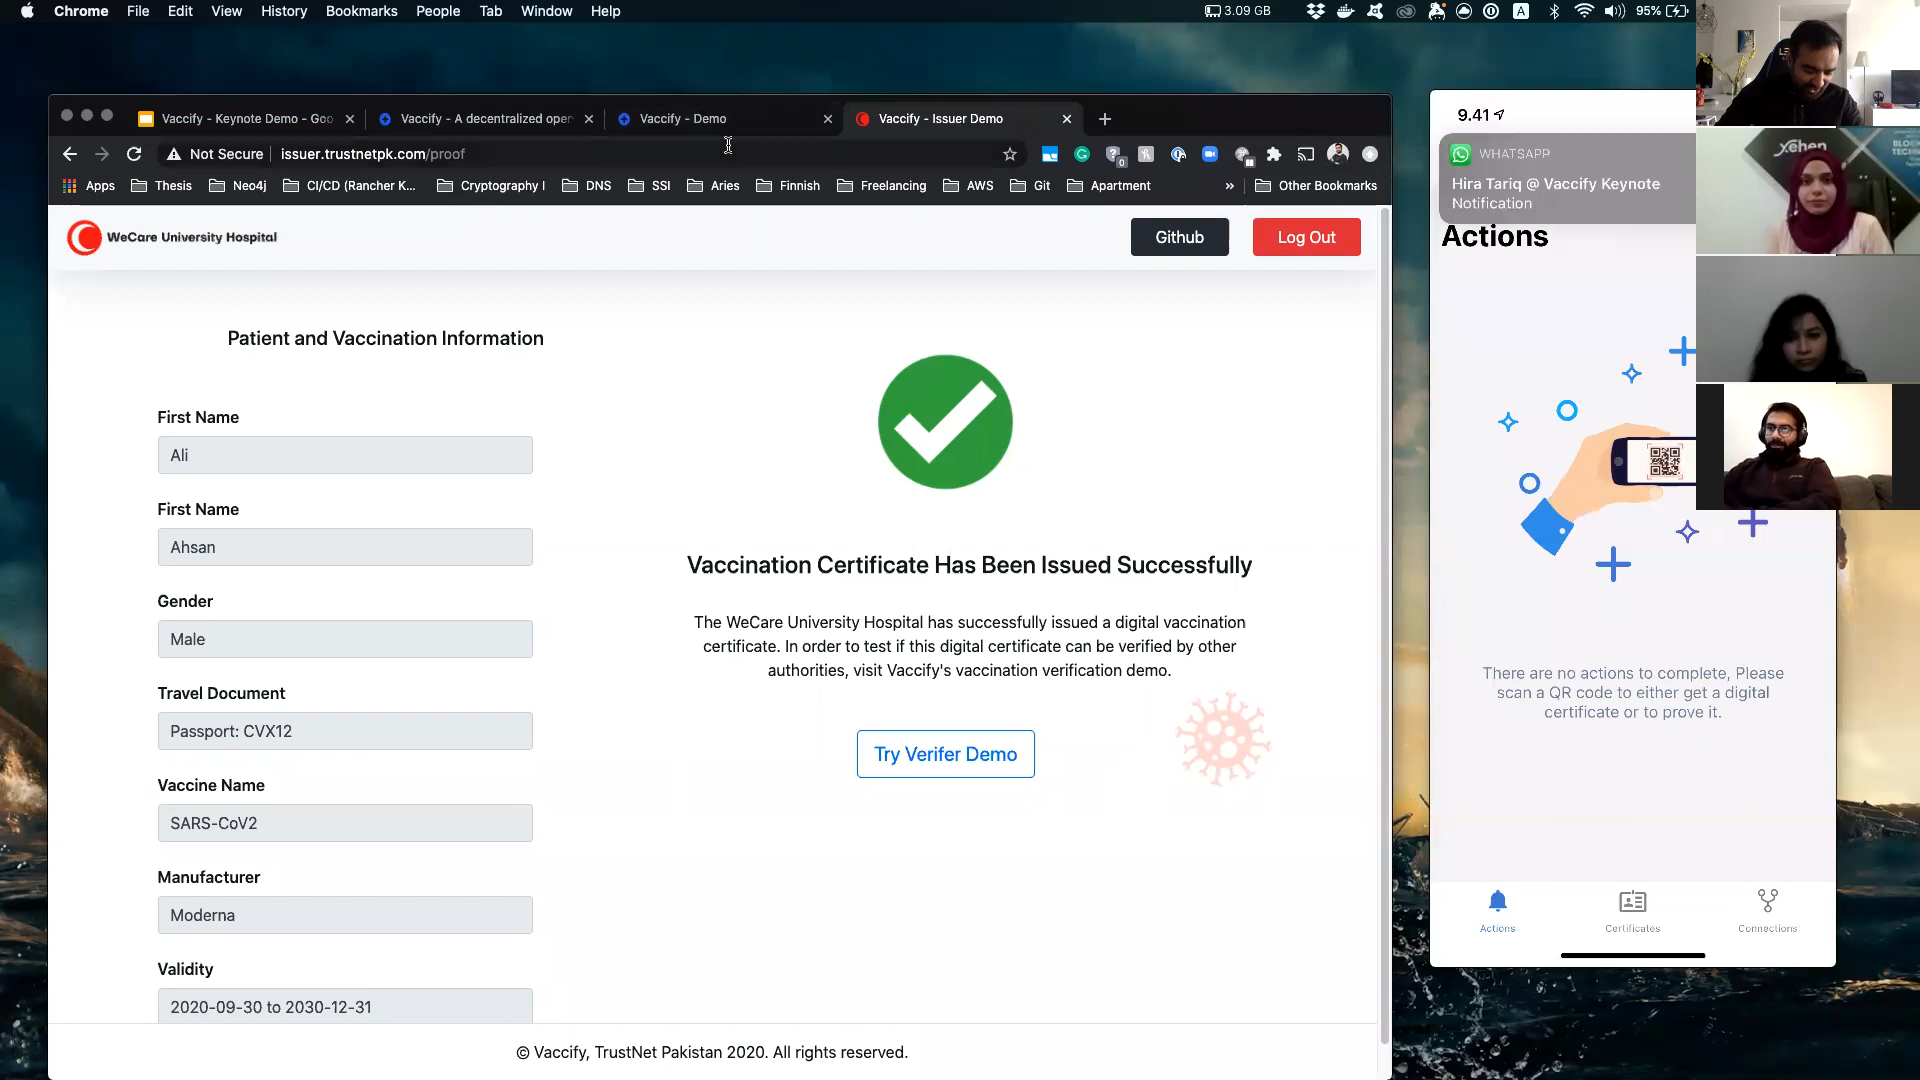 Chrome File Edit View History Bookmarks People Tab Window Help
3.09 GB
A
95%
Vaccify - Keynote Demo - Goo
Vaccify - A decentralized oper
Vaccify - Demo
Vaccify - Issuer Demo
Not Secure
issuer.trustnetpk.com/proof
Apps Thesis Neo4j CI/CD (Rancher K... Cryptography I DNS SSI Aries Finnish Freelancing AWS Git Apartment » Other Bookmarks
WeCare University Hospital
Github
Log Out
Patient and Vaccination Information
First Name
Ali
First Name
Ahsan
Gender
Male
Travel Document
Passport: CVX12
Vaccine Name
SARS-CoV2
Manufacturer
Moderna
Validity
2020-09-30 to 2030-12-31
Vaccination Certificate Has Been Issued Successfully
The WeCare University Hospital has successfully issued a digital vaccination
certificate. In order to test if this digital certificate can be verified by other
authorities, visit Vaccify's vaccination verification demo.
Try Verifer Demo
© Vaccify, TrustNet Pakistan 2020. All rights reserved.
9.41
WHATSAPP
Hira Tariq @ Vaccify Keynote
Notification
Actions
There are no actions to complete, Please
scan a QR code to either get a digital
certificate or to prove it.
Actions
Certificates
Connections
xehen